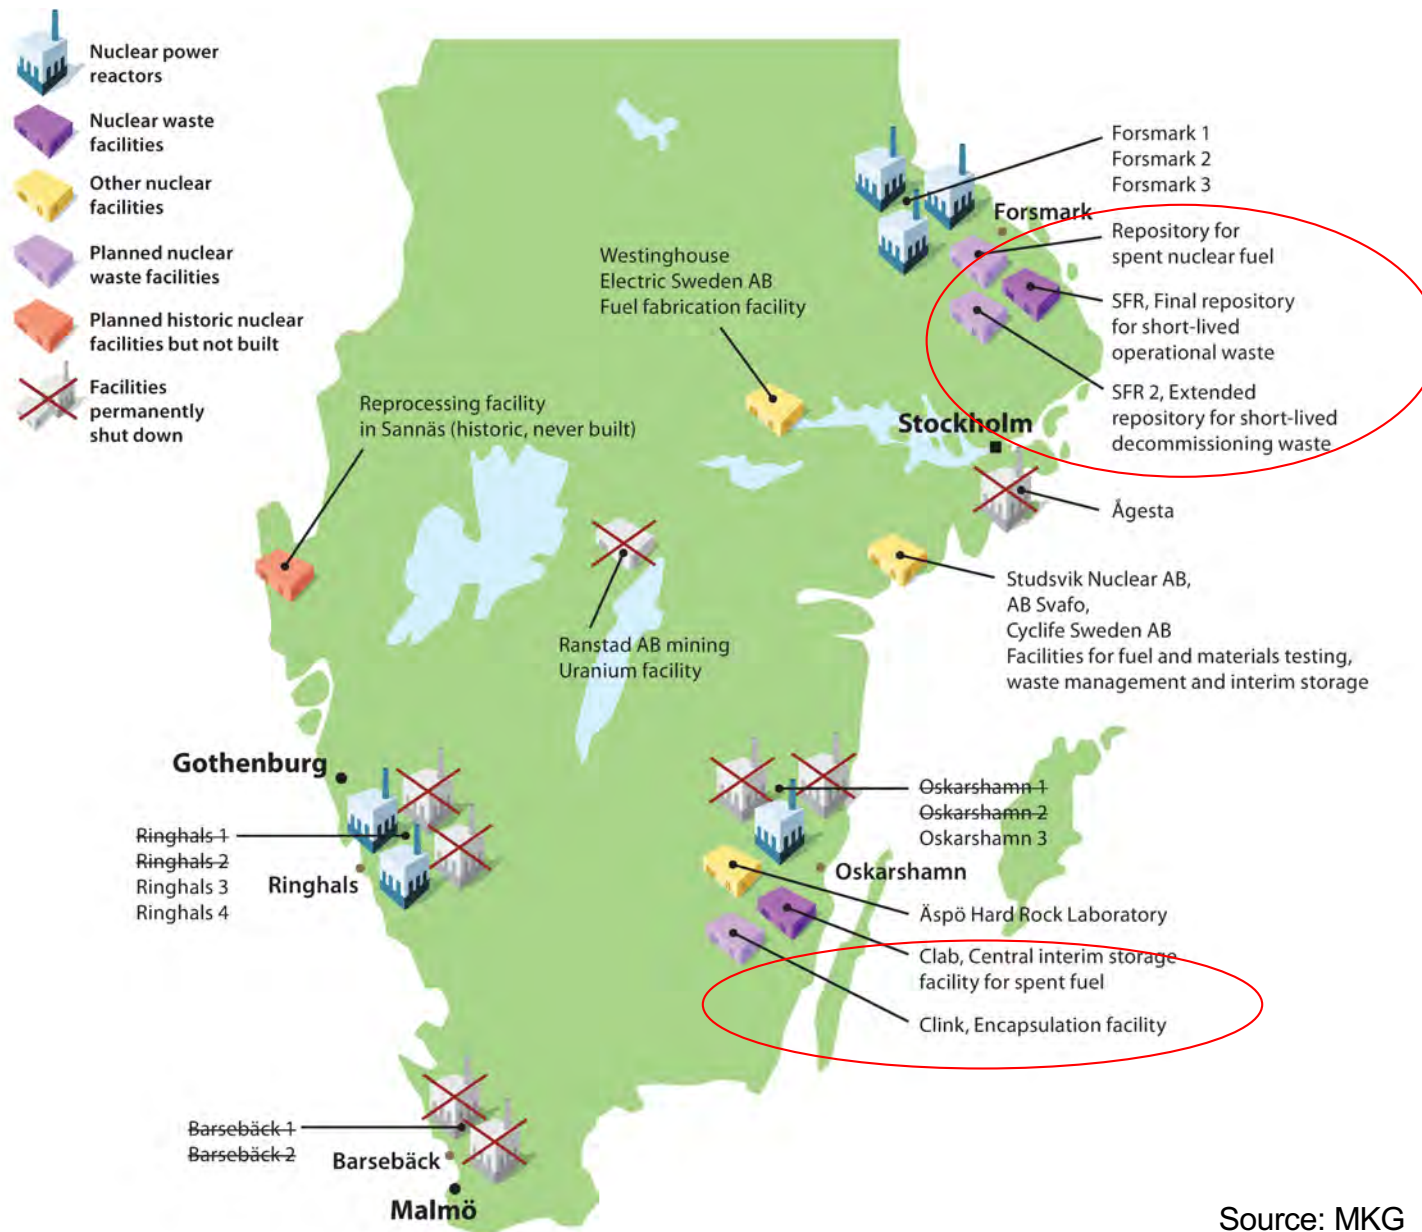 Nuclear power
reactors
Nuclear waste
facilities
Other nuclear
facilities
Planned nuclear
waste facilities
Planned historic nuclear
facilities but not built
Facilities
permanently
shut down
Forsmark 1
Forsmark 2
Forsmark 3
Forsmark
Repository for
spent nuclear fuel
SFR, Final repository
for short-lived
operational waste
SFR 2, Extended
repository for short-lived
decommissioning waste
Westinghouse
Electric Sweden AB
Fuel fabrication facility
Reprocessing facility
in Sannäs (historic, never built)
Stockholm
Ågesta
Studsvik Nuclear AB,
AB Svafo,
Cyclife Sweden AB
Facilities for fuel and materials testing,
waste management and interim storage
Ranstad AB mining
Uranium facility
Gothenburg
Ringhals 1
Ringhals 2
Ringhals 3
Ringhals 4
Ringhals
Oskarshamn 1
Oskarshamn 2
Oskarshamn 3
Oskarshamn
Äspö Hard Rock Laboratory
Clab, Central interim storage
facility for spent fuel
Clink, Encapsulation facility
Barsebäck 1
Barsebäck 2
Barsebäck
Malmö
Source: MKG